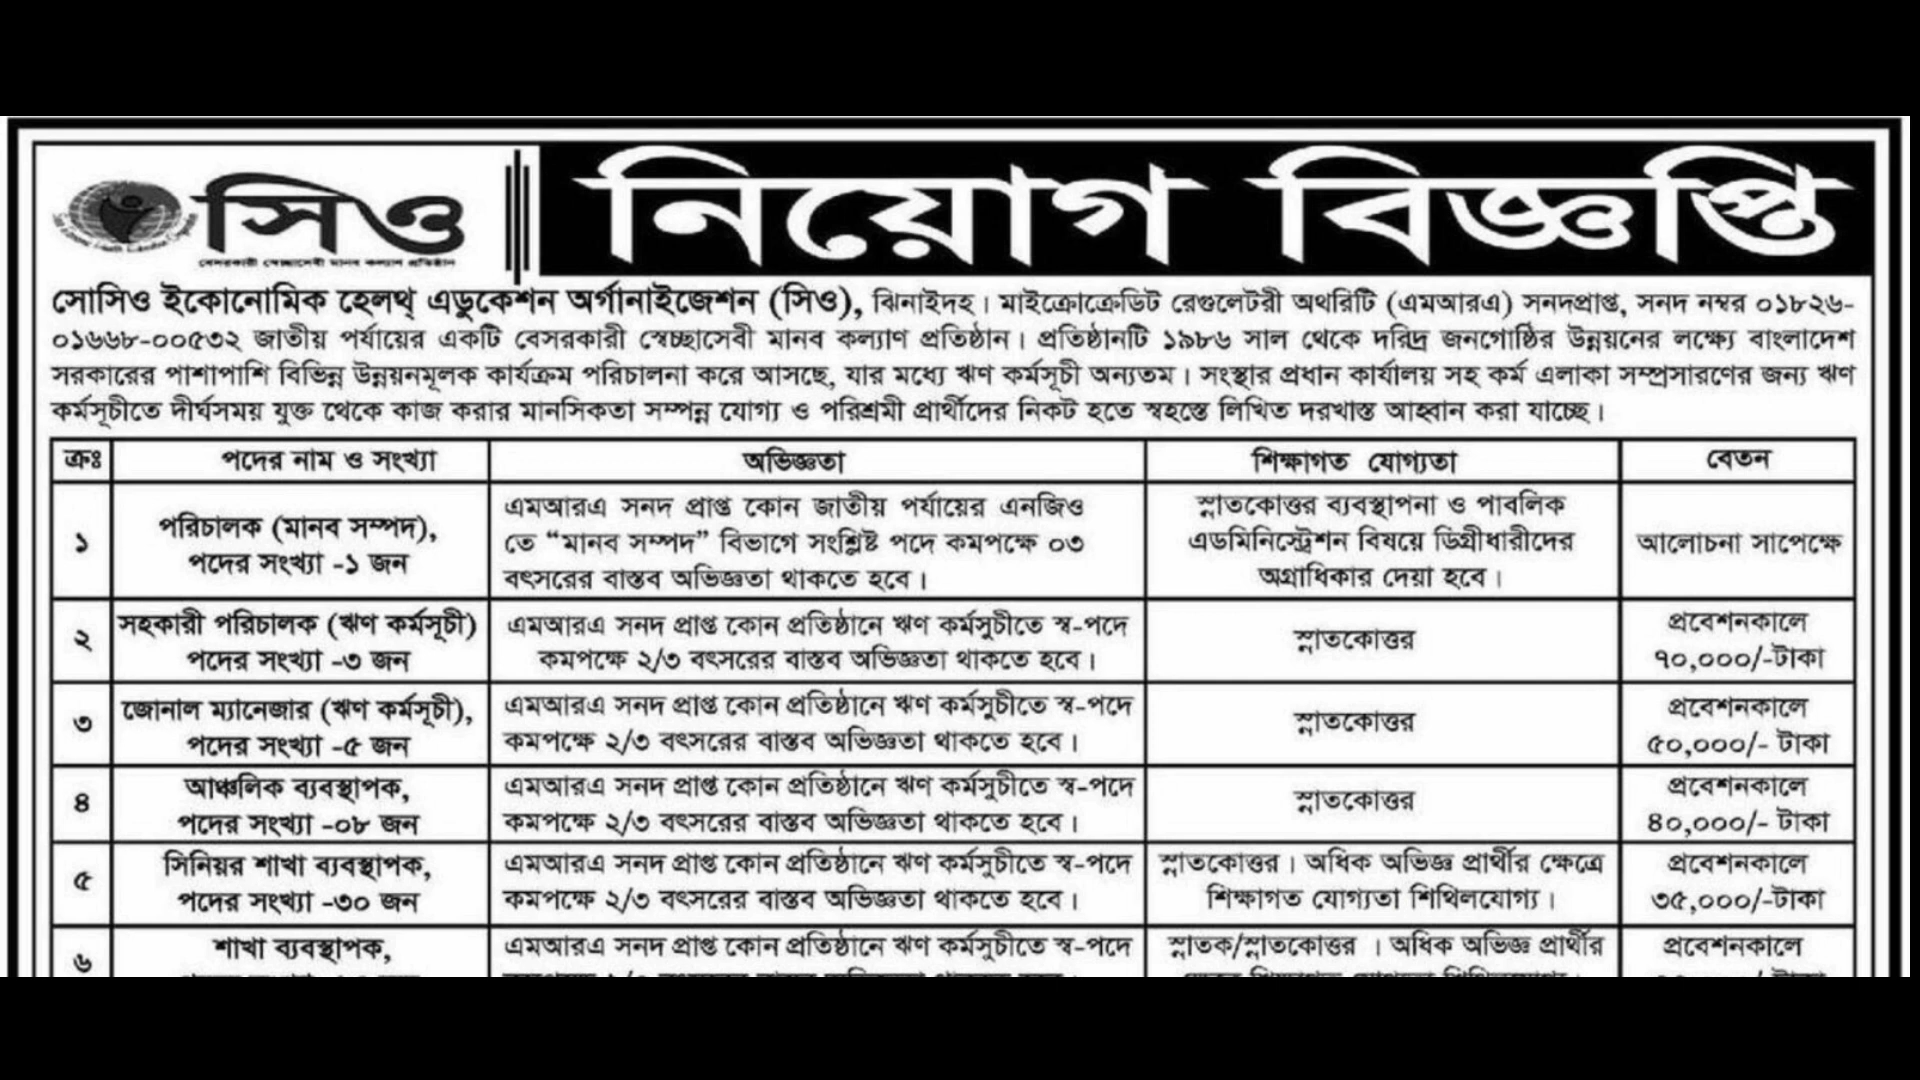 সিও
বেসরকারী স্বেচ্ছাসেবী মানব কল্যাণ প্রতিষ্ঠান
নিয়োগ বিজ্ঞপ্তি
সোসিও ইকোনোমিক হেলথ্ এডুকেশন অর্গানাইজেশন (সিও), ঝিনাইদহ। মাইক্রোক্রেডিট রেগুলেটরী অথরিটি (এমআরএ) সনদপ্রাপ্ত, সনদ নম্বর ০১৮২৬-
০১৬৬৮-০০৫৩২ জাতীয় পর্যায়ের একটি বেসরকারী স্বেচ্ছাসেবী মানব কল্যাণ প্রতিষ্ঠান। প্রতিষ্ঠানটি ১৯৮৬ সাল থেকে দরিদ্র জনগোষ্ঠির উন্নয়নের লক্ষ্যে বাংলাদেশ
সরকারের পাশাপাশি বিভিন্ন উন্নয়নমূলক কার্যক্রম পরিচালনা করে আসছে, যার মধ্যে ঋণ কর্মসূচী অন্যতম। সংস্থার প্রধান কার্যালয় সহ কর্ম এলাকা সম্প্রসারণের জন্য ঋণ
কর্মসূচীতে দীর্ঘসময় যুক্ত থেকে কাজ করার মানসিকতা সম্পন্ন যোগ্য ও পরিশ্রমী প্রার্থীদের নিকট হতে স্বহস্তে লিখিত দরখাস্ত আহ্বান করা যাচ্ছে।
ক্রঃ পদের নাম ও সংখ্যা অভিজ্ঞতা শিক্ষাগত যোগ্যতা বেতন
১
পরিচালক (মানব সম্পদ),
পদের সংখ্যা -১ জন
এমআরএ সনদ প্রাপ্ত কোন জাতীয় পর্যায়ের এনজিও
তে “মানব সম্পদ” বিভাগে সংশ্লিষ্ট পদে কমপক্ষে ০৩
বৎসরের বাস্তব অভিজ্ঞতা থাকতে হবে।
স্নাতকোত্তর ব্যবস্থাপনা ও পাবলিক
এডমিনিস্ট্রেশন বিষয়ে ডিগ্রীধারীদের
অগ্রাধিকার দেয়া হবে।
আলোচনা সাপেক্ষে
২
সহকারী পরিচালক (ঋণ কর্মসূচী)
পদের সংখ্যা -৩ জন
এমআরএ সনদ প্রাপ্ত কোন প্রতিষ্ঠানে ঋণ কর্মসুচীতে স্ব-পদে
কমপক্ষে ২/৩ বৎসরের বাস্তব অভিজ্ঞতা থাকতে হবে।
স্নাতকোত্তর
প্রবেশনকালে
৭০,০০০/-টাকা
৩
জোনাল ম্যানেজার (ঋণ কর্মসূচী),
পদের সংখ্যা -৫ জন
এমআরএ সনদ প্রাপ্ত কোন প্রতিষ্ঠানে ঋণ কর্মসুচীতে স্ব-পদে
কমপক্ষে ২/৩ বৎসরের বাস্তব অভিজ্ঞতা থাকতে হবে।
স্নাতকোত্তর
প্রবেশনকালে
৫০,০০০/- টাকা
৪
আঞ্চলিক ব্যবস্থাপক,
পদের সংখ্যা -০৮ জন
এমআরএ সনদ প্রাপ্ত কোন প্রতিষ্ঠানে ঋণ কর্মসুচীতে স্ব-পদে
কমপক্ষে ২/৩ বৎসরের বাস্তব অভিজ্ঞতা থাকতে হবে।
স্নাতকোত্তর
প্রবেশনকালে
৪০,০০০/- টাকা
৫
সিনিয়র শাখা ব্যবস্থাপক,
পদের সংখ্যা -৩০ জন
এমআরএ সনদ প্রাপ্ত কোন প্রতিষ্ঠানে ঋণ কর্মসুচীতে স্ব-পদে
কমপক্ষে ২/৩ বৎসরের বাস্তব অভিজ্ঞতা থাকতে হবে।
স্নাতকোত্তর। অধিক অভিজ্ঞ প্রার্থীর ক্ষেত্রে
শিক্ষাগত যোগ্যতা শিথিলযোগ্য।
প্রবেশনকালে
৩৫,০০০/-টাকা
৬
শাখা ব্যবস্থাপক,
এমআরএ সনদ প্রাপ্ত কোন প্রতিষ্ঠানে ঋণ কর্মসুচীতে স্ব-পদে
স্নাতক/স্নাতকোত্তর । অধিক অভিজ্ঞ প্রার্থীর
প্রবেশনকালে